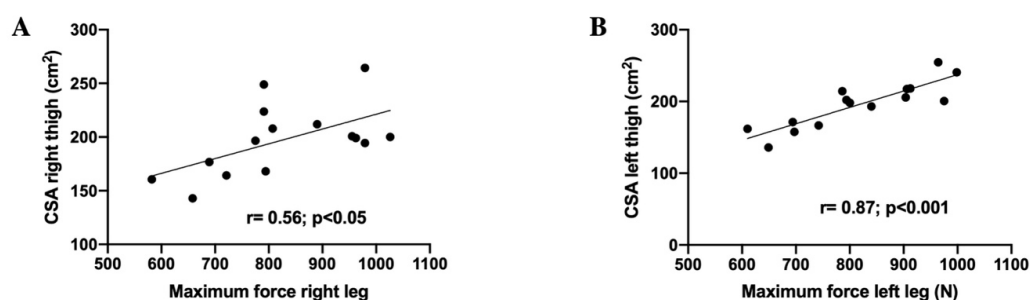 A
CSA right thigh (cm²)
300
250
200
150
100
500 600 700 800 900 1000 1100
r= 0.56; p<0.05
Maximum force right leg
B
CSA left thigh (cm²)
300
200
100
0
500 600 700 800 900 1000 1100
r= 0.87; p<0.001
Maximum force left leg (N)